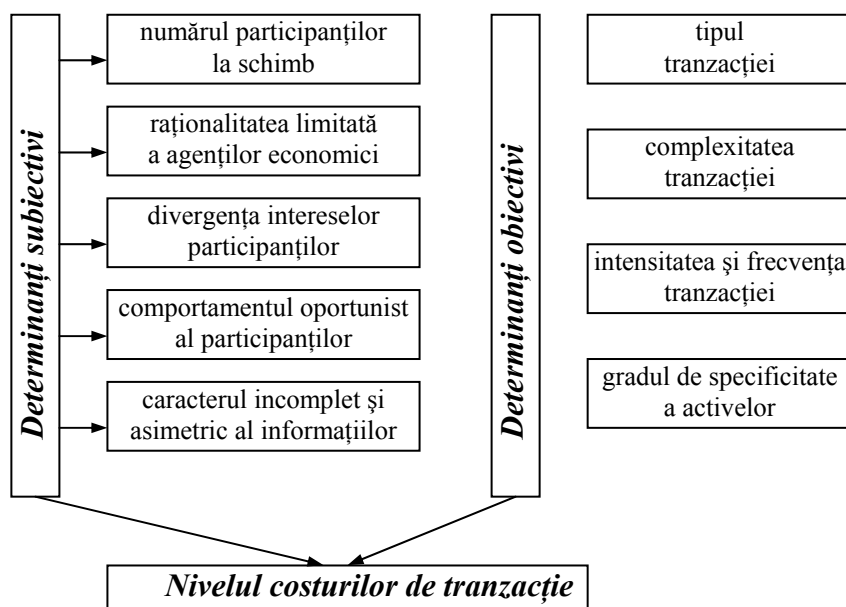 Determinanți subiectivi
numărul participanților
la schimb
raționalitatea limitată
a agenților economici
divergența intereselor
participanților
comportamentul oportunist
al participanților
caracterul incomplet şi
asimetric al informațiilor
Determinanți obiectivi
tipul
tranzacției
complexitatea
tranzacției
intensitatea şi frecvența
tranzacției
gradul de specificitate
a activelor
Nivelul costurilor de tranzacție